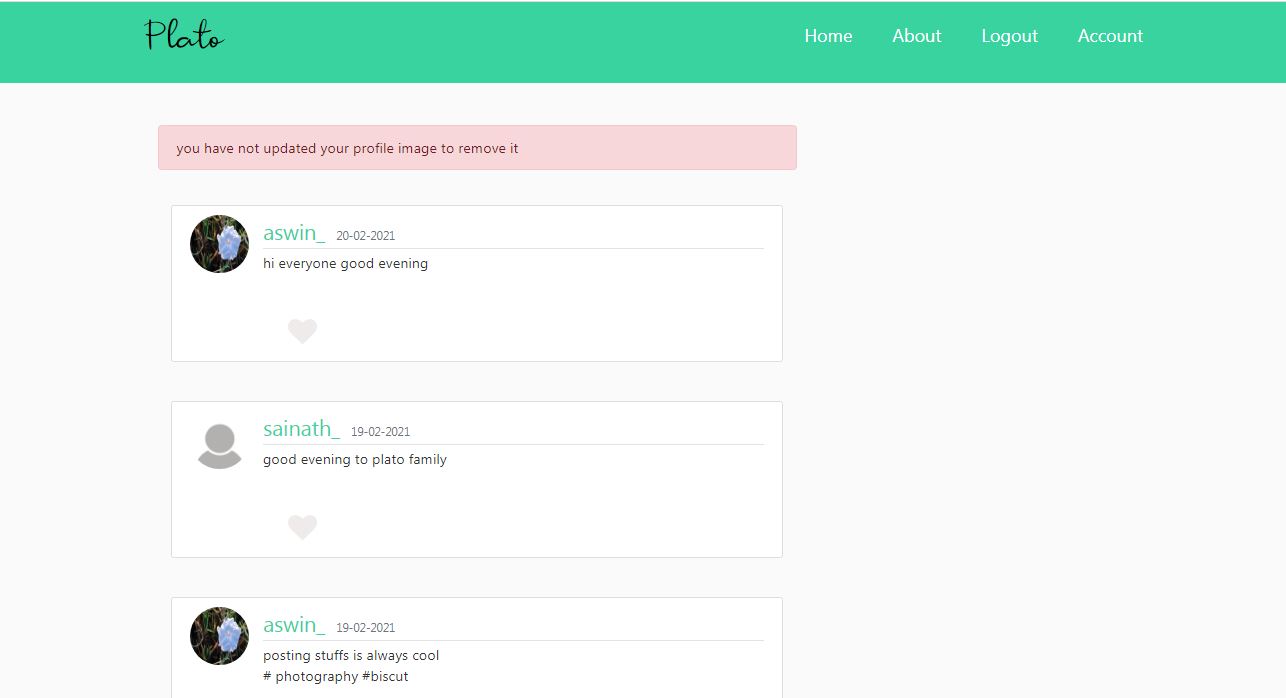 Plato
Home About Logout Account
you have not updated your profile image to remove it
aswin_ 20-02-2021
hi everyone good evening
sainath_ 19-02-2021
good evening to plato family
aswin_ 19-02-2021
posting stuffs is always cool
# photography #biscut